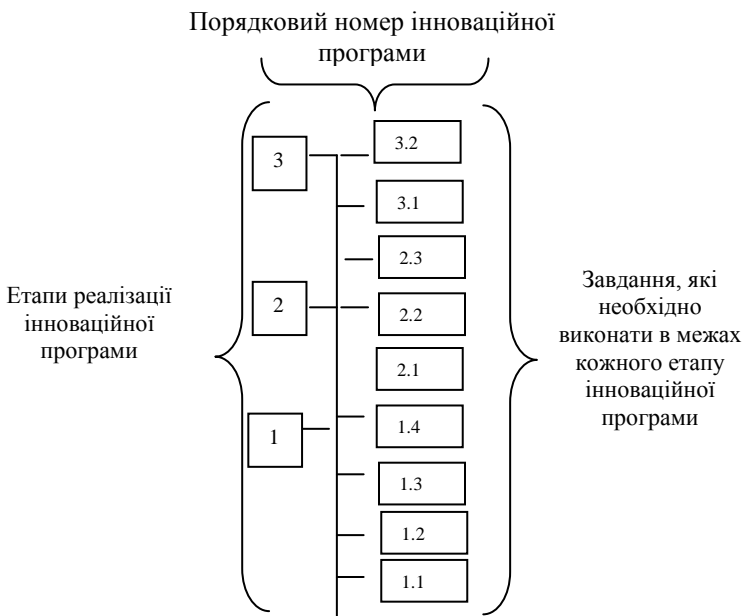 Порядковий номер інноваційної
програми
3
3.2
3.1
2.3
Етапи реалізації
інноваційної
програми
2
2.2
2.1
1
1.4
1.3
1.2
1.1
Завдання, які
необхідно
виконати в межах
кожного етапу
інноваційної
програми